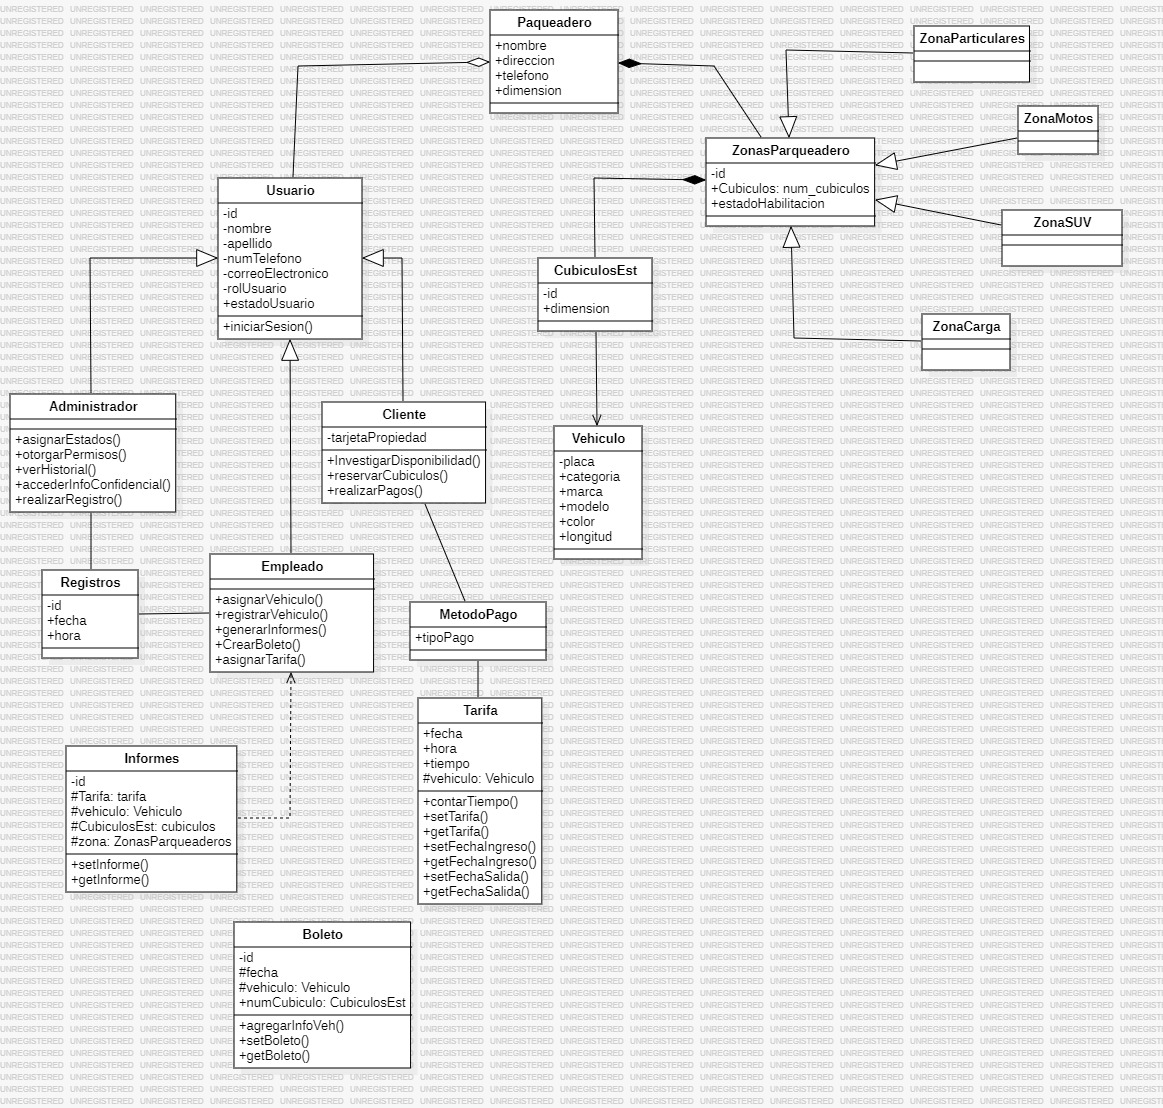 Paqueadero
+nombre
+direccion
+telefono
+dimension
ZonaParticulares
ZonaMotos
ZonasParqueadero
-id
+Cubiculos: num_cubiculos
+estadoHabilitacion
ZonaSUV
ZonaCarga
Usuario
-id
-nombre
-apellido
-numTelefono
-correoElectronico
-rolUsuario
+estadoUsuario
+iniciarSesion()
CubiculosEst
-id
+dimension
Administrador
+asignarEstados()
+otorgarPermisos()
+verHistorial()
+accederInfoConfidencial()
+realizarRegistro()
Cliente
-tarjetaPropiedad
+InvestigarDisponibilidad()
+reservarCubiculos()
+realizarPagos()
Vehiculo
-placa
+categoria
+marca
+modelo
+color
+longitud
Registros
-id
+fecha
+hora
Empleado
+asignarVehiculo()
+registrarVehiculo()
+generarInformes()
+CrearBoleto()
+asignarTarifa()
MetodoPago
+tipoPago
Tarifa
+fecha
+hora
+tiempo
#vehiculo: Vehiculo
+contarTiempo()
+setTarifa()
+getTarifa()
+setFechaIngreso()
+getFechaIngreso()
+setFechaSalida()
+getFechaSalida()
Informes
-id
#Tarifa: tarifa
#vehiculo: Vehiculo
#CubiculosEst: cubiculos
#zona: ZonasParqueaderos
+setInforme()
+getInforme()
Boleto
-id
#fecha
#vehiculo: Vehiculo
+numCubiculo: CubiculosEst
+agregarInfoVeh()
+setBoleto()
+getBoleto()
UNREGISTERED